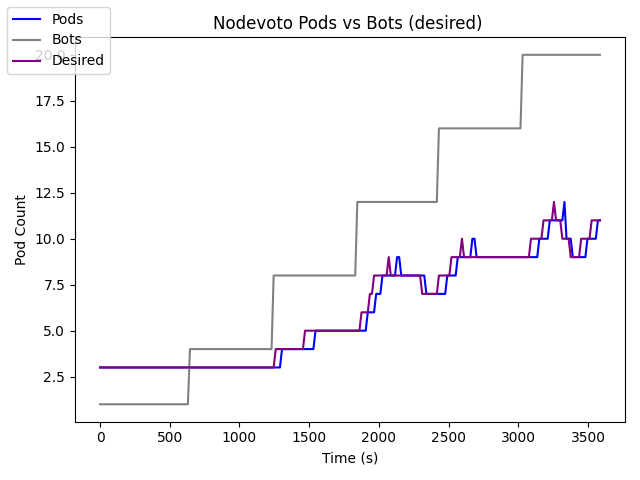 Nodevoto Pods vs Bots (desired)
Pods
Bots
Desired
20.0
17.5
15.0
12.5
10.0
7.5
5.0
2.5
Pod Count
0 500 1000 1500 2000 2500 3000 3500
Time (s)